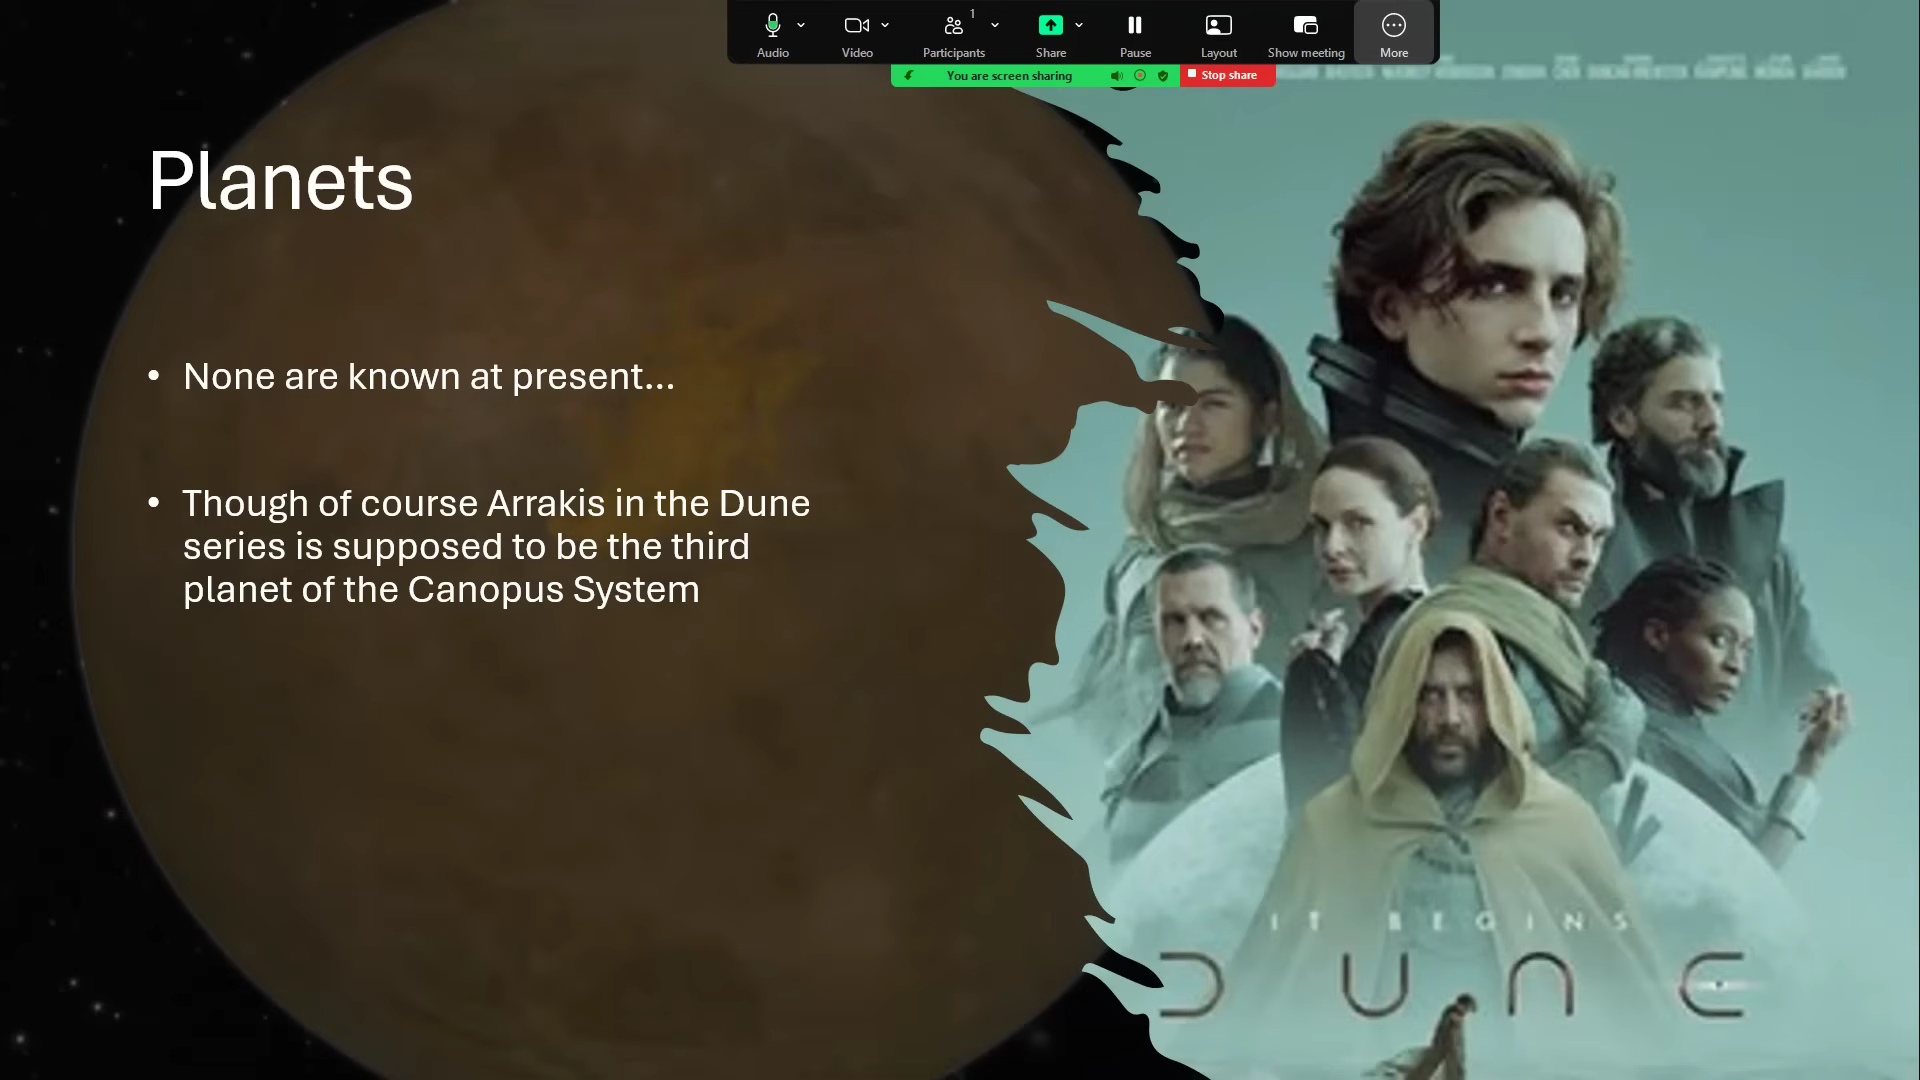 1
Audio
Video
Participants
Share
Pause
Layout
Show meeting
More
You are screen sharing
Stop share
Planets
• None are known at present...
• Though of course Arrakis in the Dune
series is supposed to be the third
planet of the Canopus System
IT BEGINS
DUNE